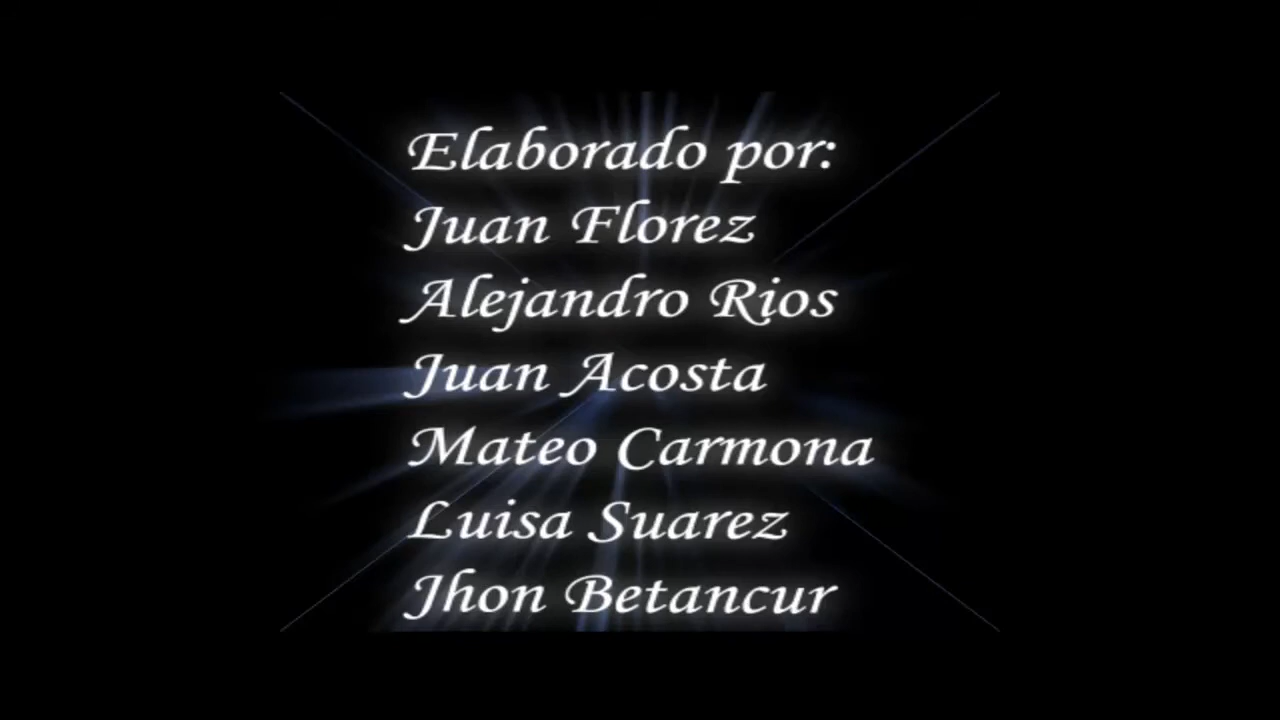 Elaborado por:
Juan Florez
Alejandro Rios
Juan Acosta
Mateo Carmona
Luisa Suarez
Jhon Betancur